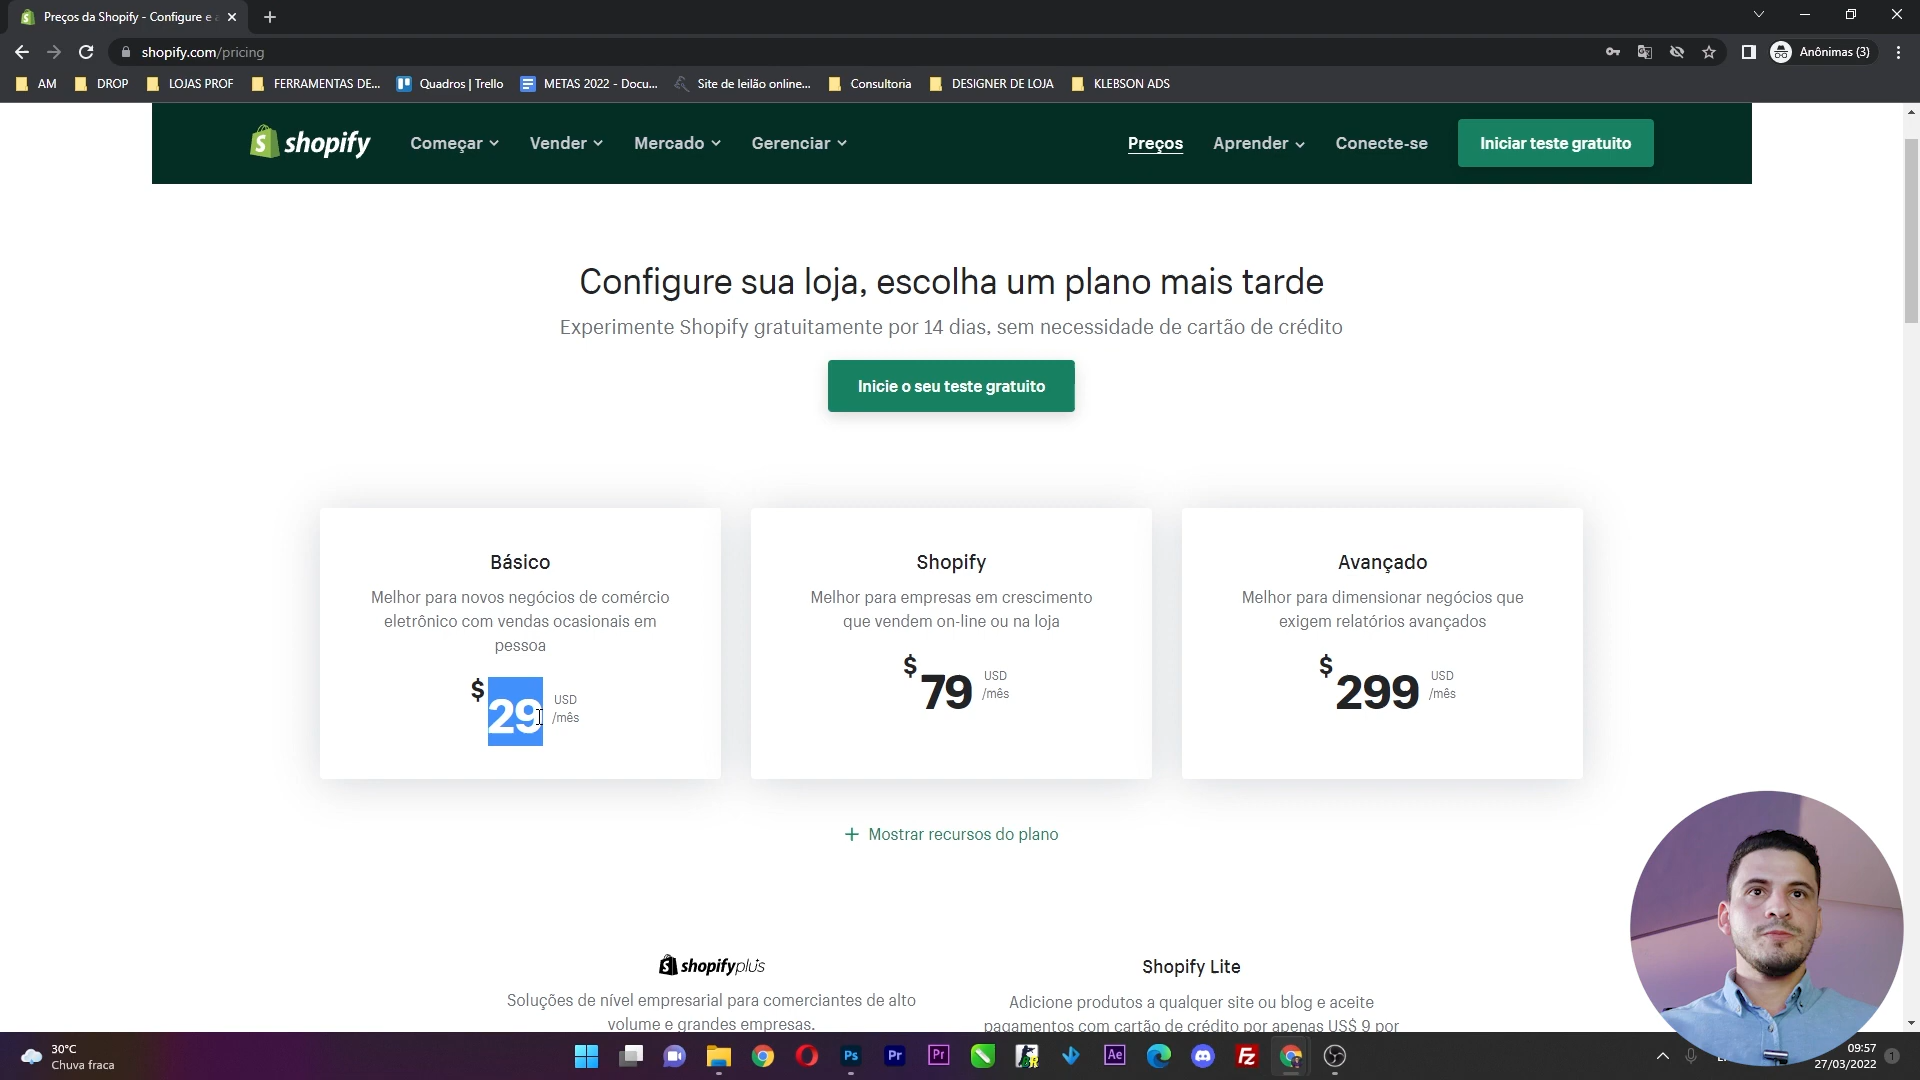 Preços da Shopify - Configure e a
shopify.com/pricing
Anônimas (3)
AM
DROP
LOJAS PROF
FERRAMENTAS DE...
Quadros | Trello
METAS 2022 - Docu...
Site de leilão online...
Consultoria
DESIGNER DE LOJA
KLEBSON ADS
shopify
Começar
Vender
Mercado
Gerenciar
Preços
Aprender
Conecte-se
Iniciar teste gratuito
Configure sua loja, escolha um plano mais tarde
Experimente Shopify gratuitamente por 14 dias, sem necessidade de cartão de crédito
Inicie o seu teste gratuito
Básico
Melhor para novos negócios de comércio
eletrônico com vendas ocasionais em
pessoa
$29 USD
/mês
Shopify
Melhor para empresas em crescimento
que vendem on-line ou na loja
$79 USD
/mês
Avançado
Melhor para dimensionar negócios que
exigem relatórios avançados
$299 USD
/mês
+ Mostrar recursos do plano
shopifyplus
Soluções de nível empresarial para comerciantes de alto
volume e grandes empresas.
Shopify Lite
Adicione produtos a qualquer site ou blog e aceite
pagamentos com cartão de crédito por apenas US$ 9 por
30°C
Chuva fraca
Ps
Pr
Pr
Ae
Fz
09:57
27/03/2022
1